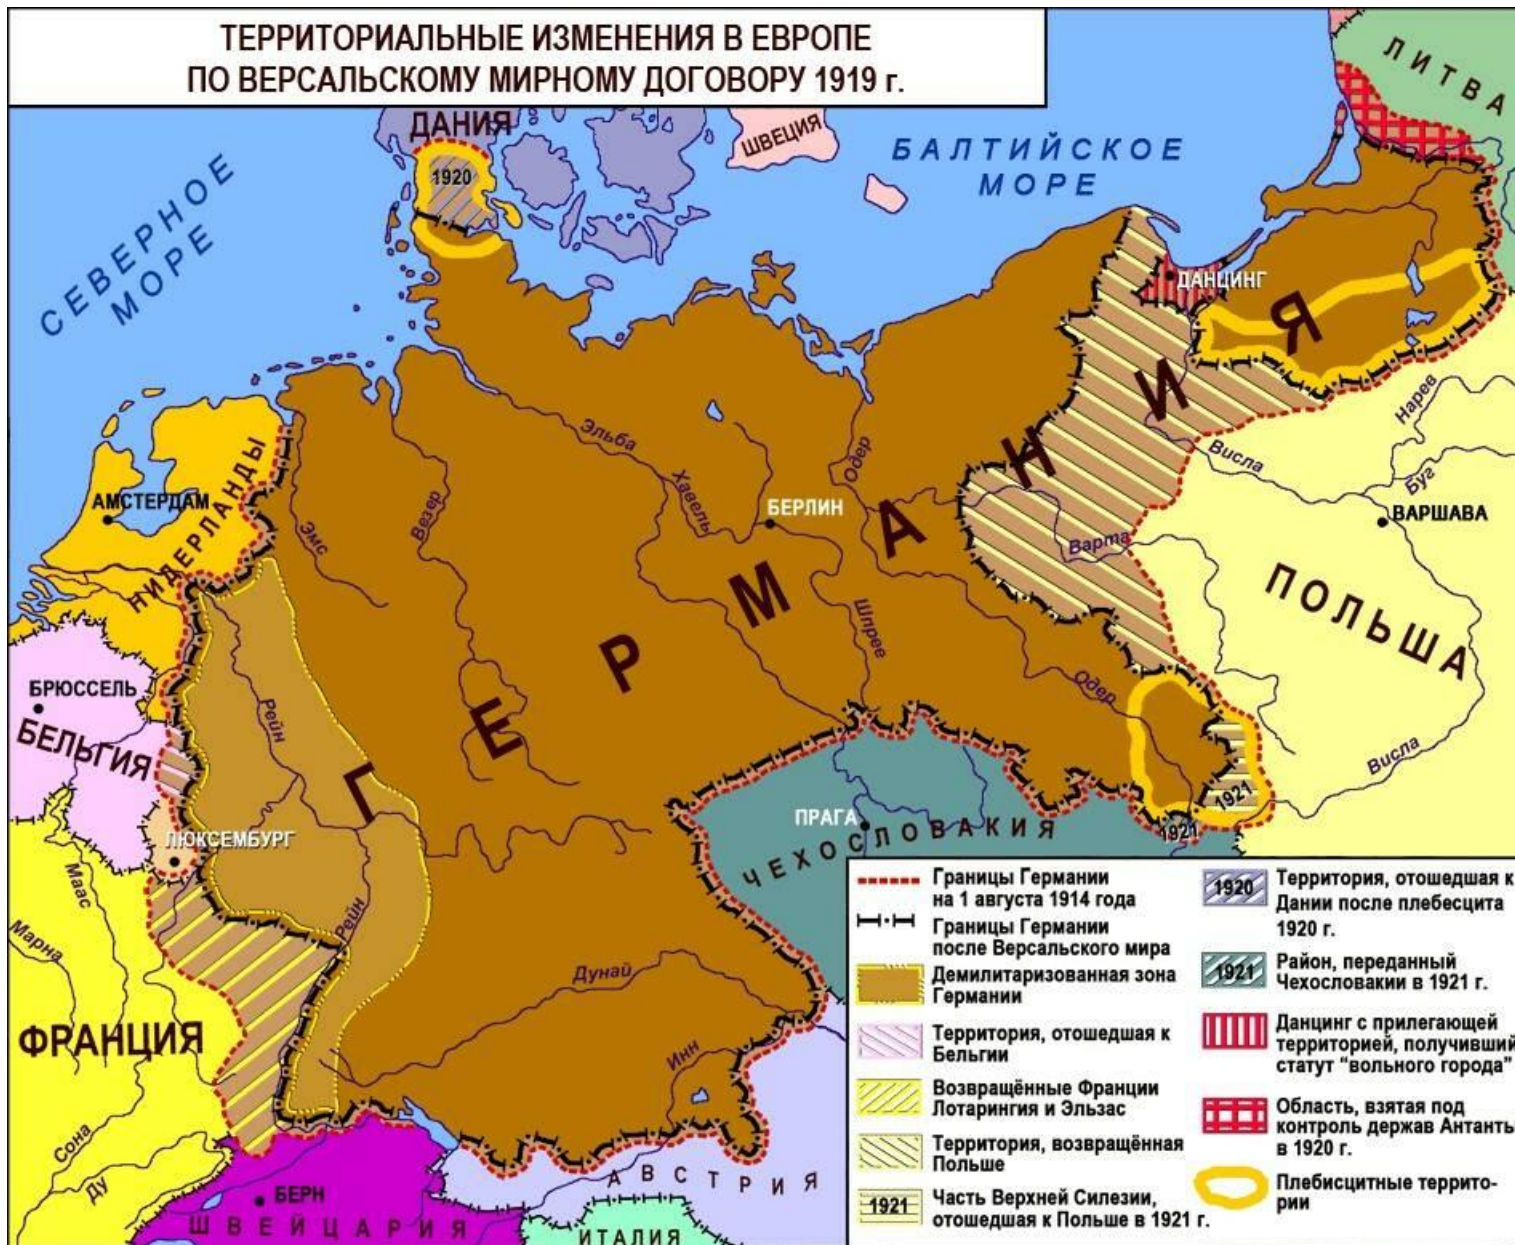 ТЕРРИТОРИАЛЬНЫЕ ИЗМЕНЕНИЯ В ЕВРОПЕ
ПО ВЕРСАЛЬСКОМУ МИРНОМУ ДОГОВОРУ 1919 г.
ЛИТВА
ДАНИЯ
ШВЕЦИЯ
БАЛТИЙСКОЕ
МОРЕ
1920
СЕВЕРНОЕ
МОРЕ
ДАНЦИНГ
ГЕРМАНИЯ
Нарев
Эльба
Одер
Висла
Буг
НИДЕРЛАНДЫ
АМСТЕРДАМ
Хавель
Везер
БЕРЛИН
ВАРШАВА
Эмс
Варта
ПОЛЬША
Шпрее
Одер
БРЮССЕЛЬ
БЕЛЬГИЯ
Рейн
Висла
1921
1921
ПРАГА
ЧЕХОСЛОВАКИЯ
ЛЮКСЕМБУРГ
Маас
Марна
Рейн
Дунай
ФРАНЦИЯ
Инн
Сона
Ду
БЕРН
ШВЕЙЦАРИЯ
АВСТРИЯ
ИТАЛИЯ
Границы Германии
на 1 августа 1914 года
Границы Германии
после Версальского мира
Демилитаризованная зона
Германии
Территория, отошедшая к
Бельгии
Возвращённые Франции
Лотарингия и Эльзас
Территория, возвращённая
Польше
1921
Часть Верхней Силезии,
отошедшая к Польше в 1921 г.
1920
Территория, отошедшая к
Дании после плебесцита
1920 г.
1921
Район, переданный
Чехословакии в 1921 г.
Данцинг с прилегающей
территорией, получивший
статут “вольного города”
Область, взятая под
контроль держав Антанты
в 1920 г.
Плебисцитные террито-
рии